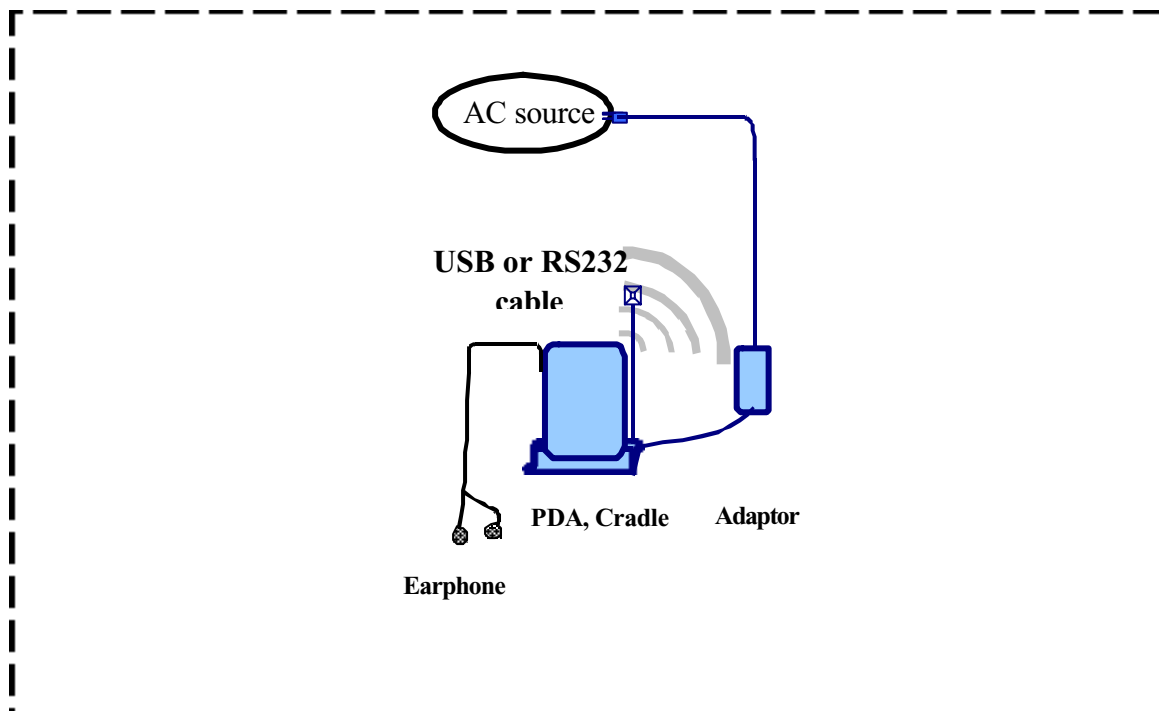 AC source
USB or RS232
cable
PDA, Cradle
Adaptor
Earphone